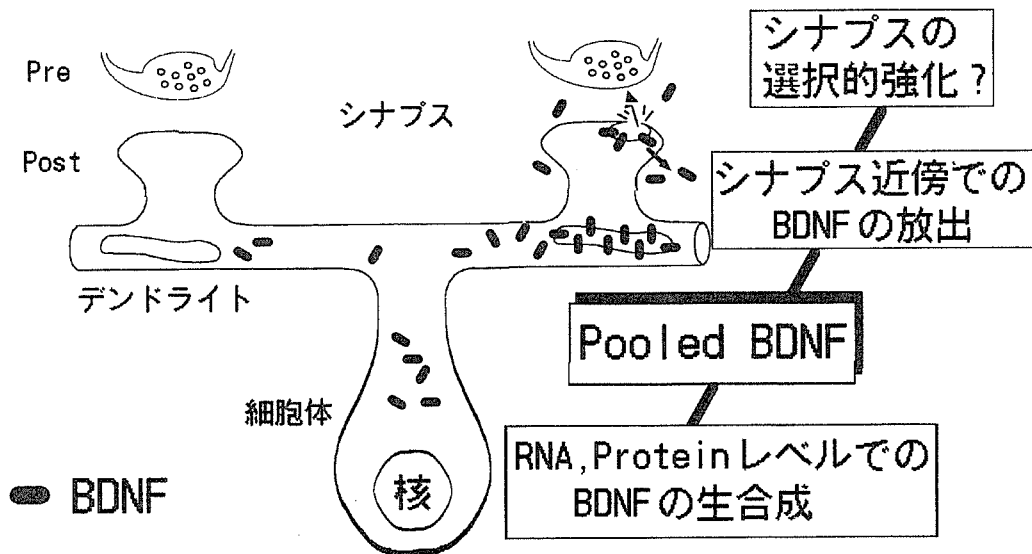 Pre
Post
シナプス
デンドライト
細胞体
核
BDNF
シナプスの
選択的強化？
シナプス近傍での
BDNFの放出
Pooled BDNF
RNA,Proteinレベルでの
BDNFの生合成